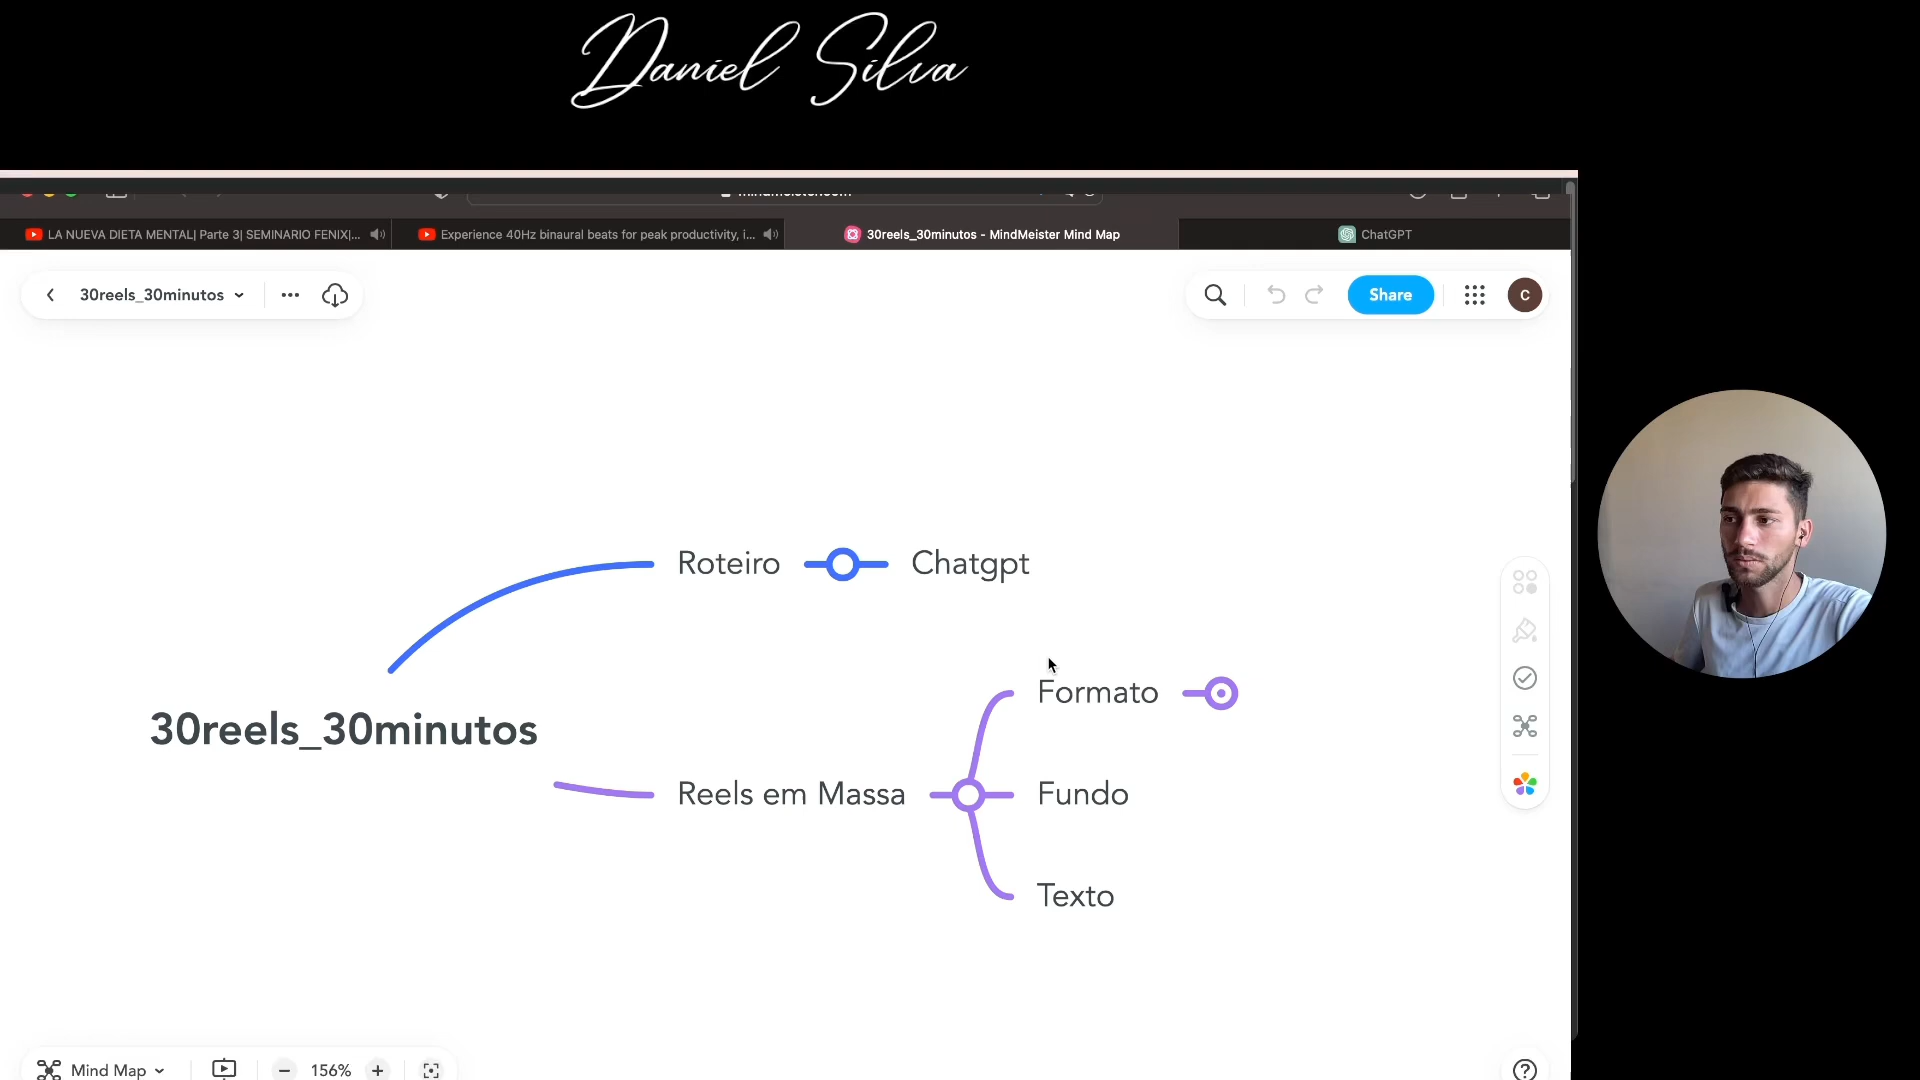 Daniel Silva
LA NUEVA DIETA MENTAL| Parte 3| SEMINARIO FENIX|...
Experience 40Hz binaural beats for peak productivity, i...
30reels_30minutos - MindMeister Mind Map
ChatGPT
30reels_30minutos
Share
C
Roteiro
Chatgpt
Formato
30reels_30minutos
Reels em Massa
Fundo
Texto
Mind Map
156%